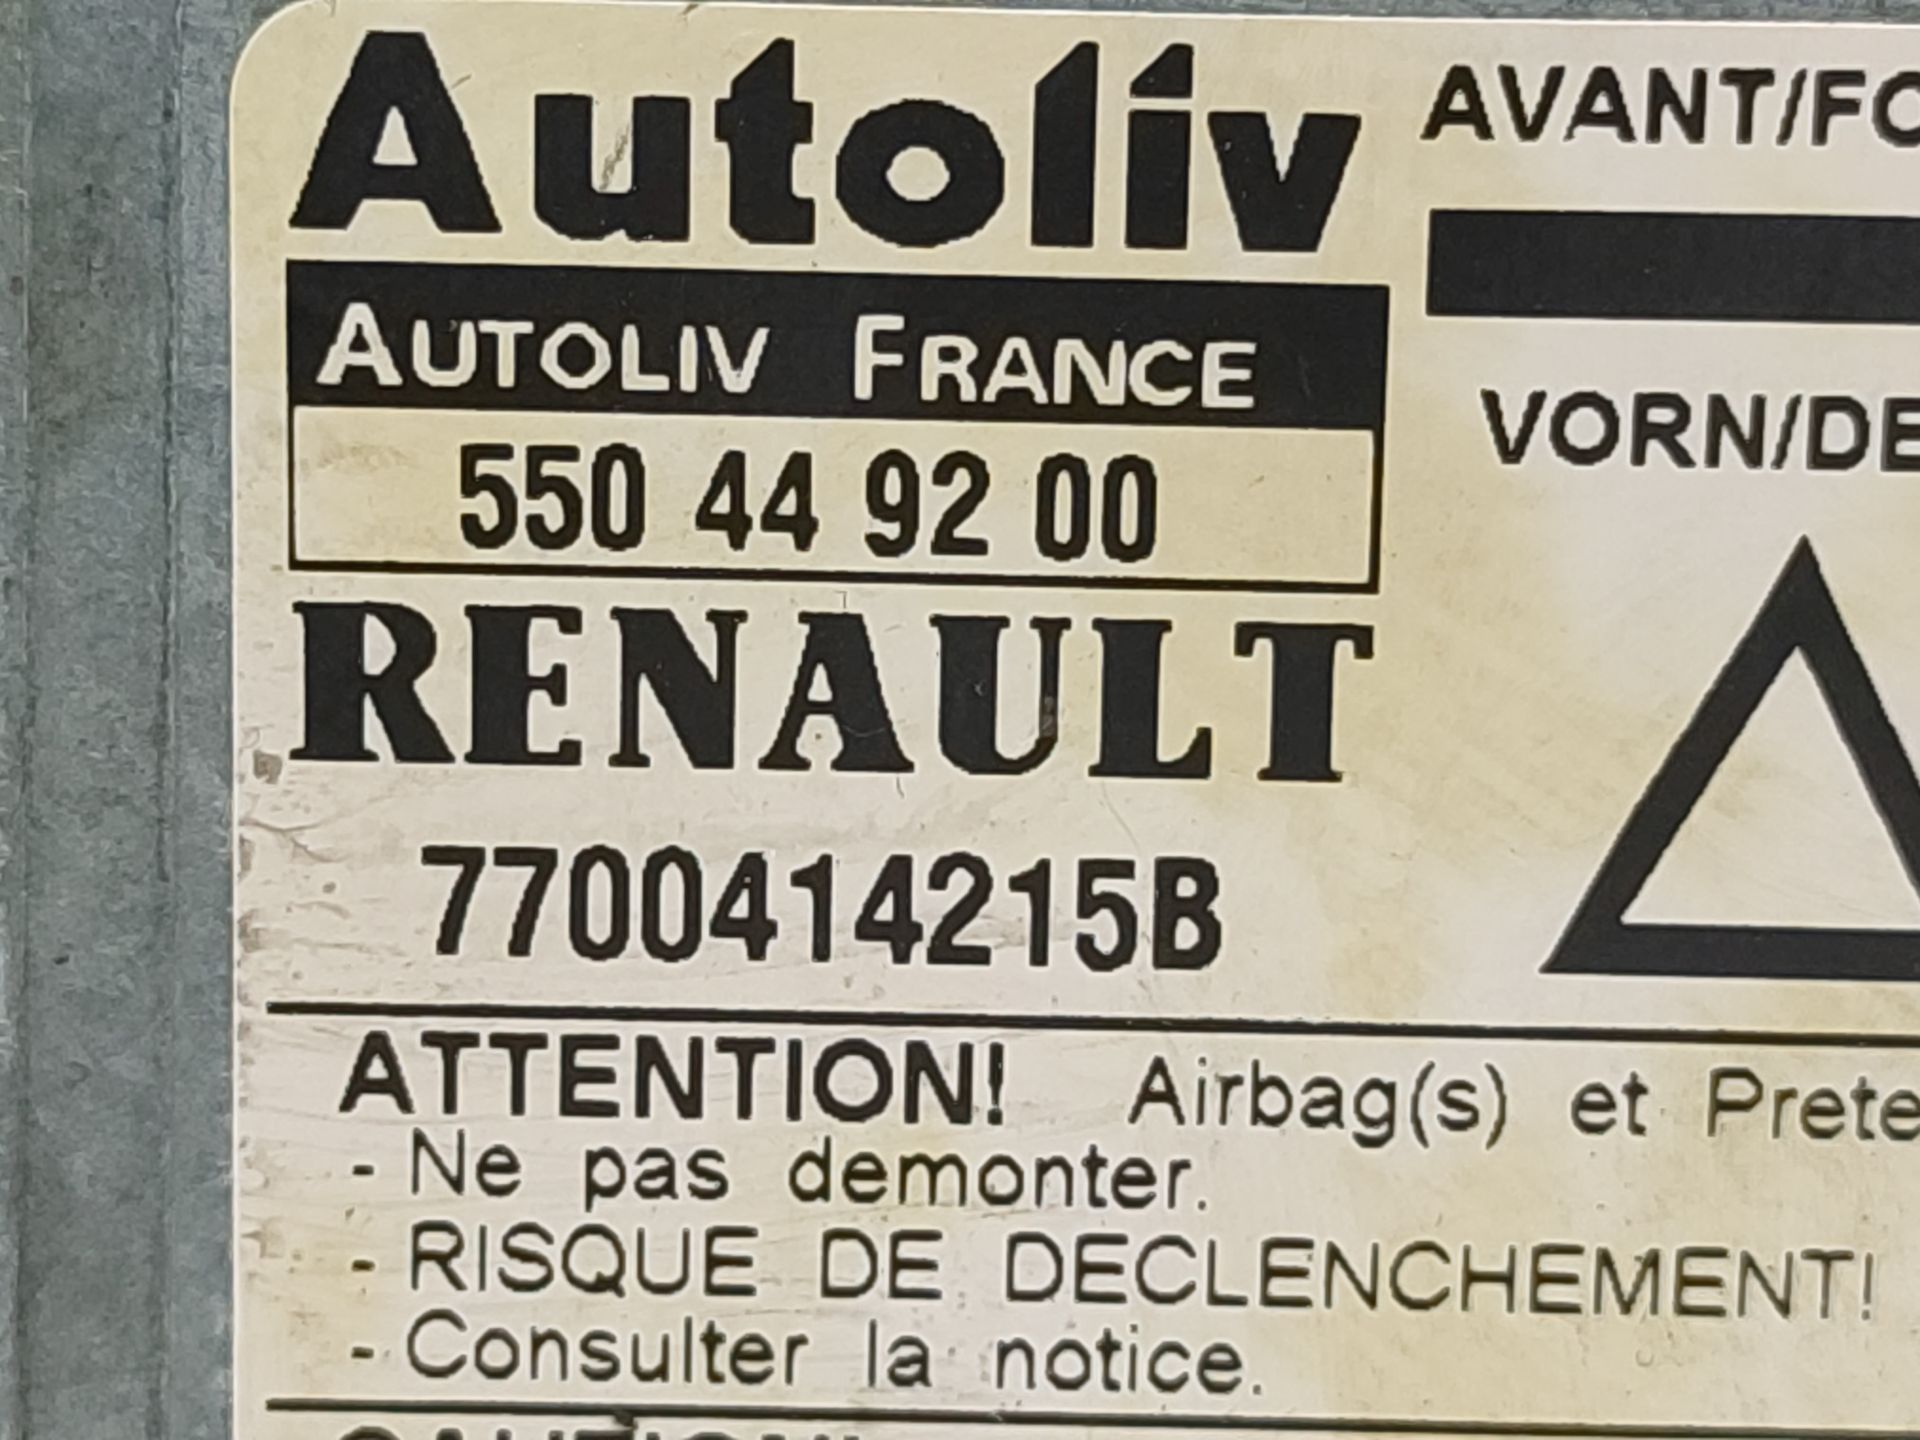 Autoliv
AUTOLIV FRANCE
550 44 92 00
RENAULT
7700414215B
AVANT/FO
VORN/DE
ATTENTION! Airbag(s) et Prete
- Ne pas demonter.
- RISQUE DE DECLENCHEMENT!
- Consulter la notice.
CAUTION!